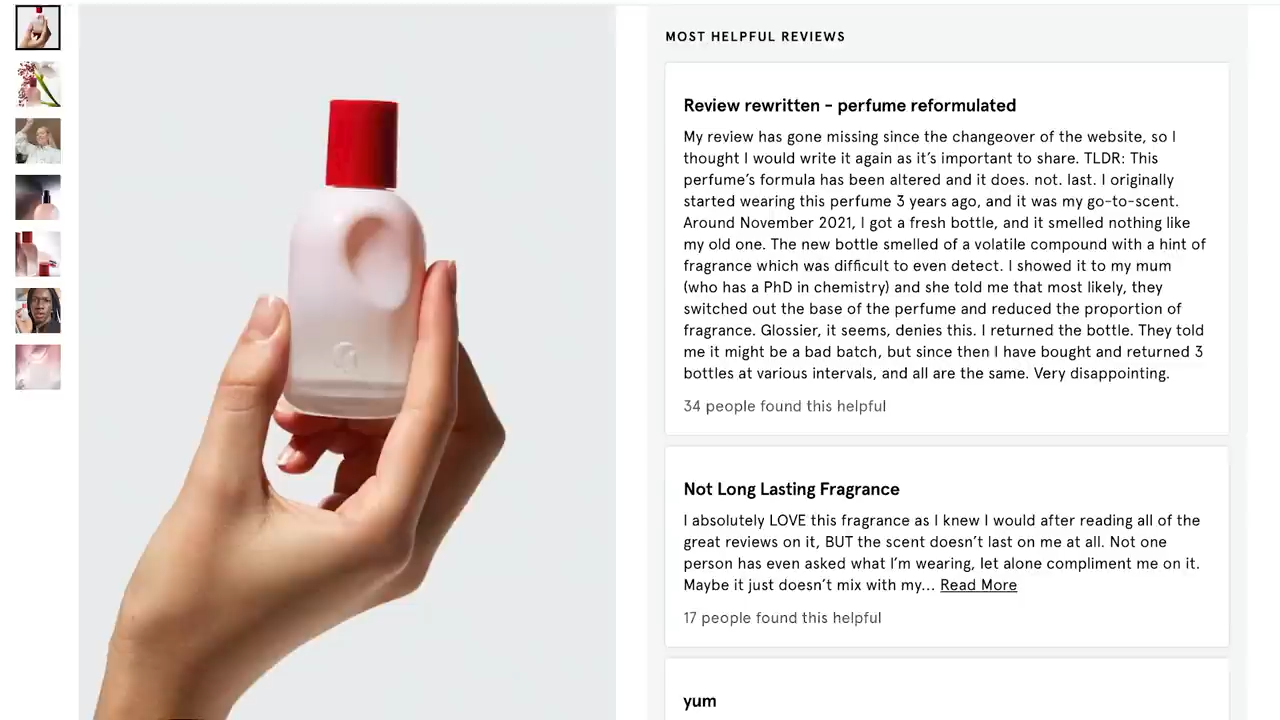 MOST HELPFUL REVIEWS
Review rewritten - perfume reformulated
My review has gone missing since the changeover of the website, so I
thought I would write it again as it’s important to share. TLDR: This
perfume’s formula has been altered and it does. not. last. I originally
started wearing this perfume 3 years ago, and it was my go-to-scent.
Around November 2021, I got a fresh bottle, and it smelled nothing like
my old one. The new bottle smelled of a volatile compound with a hint of
fragrance which was difficult to even detect. I showed it to my mum
(who has a PhD in chemistry) and she told me that most likely, they
switched out the base of the perfume and reduced the proportion of
fragrance. Glossier, it seems, denies this. I returned the bottle. They told
me it might be a bad batch, but since then I have bought and returned 3
bottles at various intervals, and all are the same. Very disappointing.
34 people found this helpful
Not Long Lasting Fragrance
I absolutely LOVE this fragrance as I knew I would after reading all of the
great reviews on it, BUT the scent doesn’t last on me at all. Not one
person has even asked what I’m wearing, let alone compliment me on it.
Maybe it just doesn’t mix with my... Read More
17 people found this helpful
yum